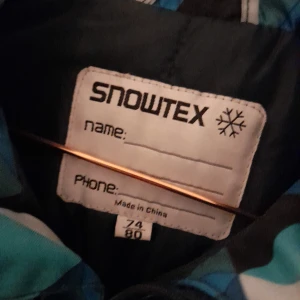 SNOWTEX
name:
PHone:
Made in China
74
80